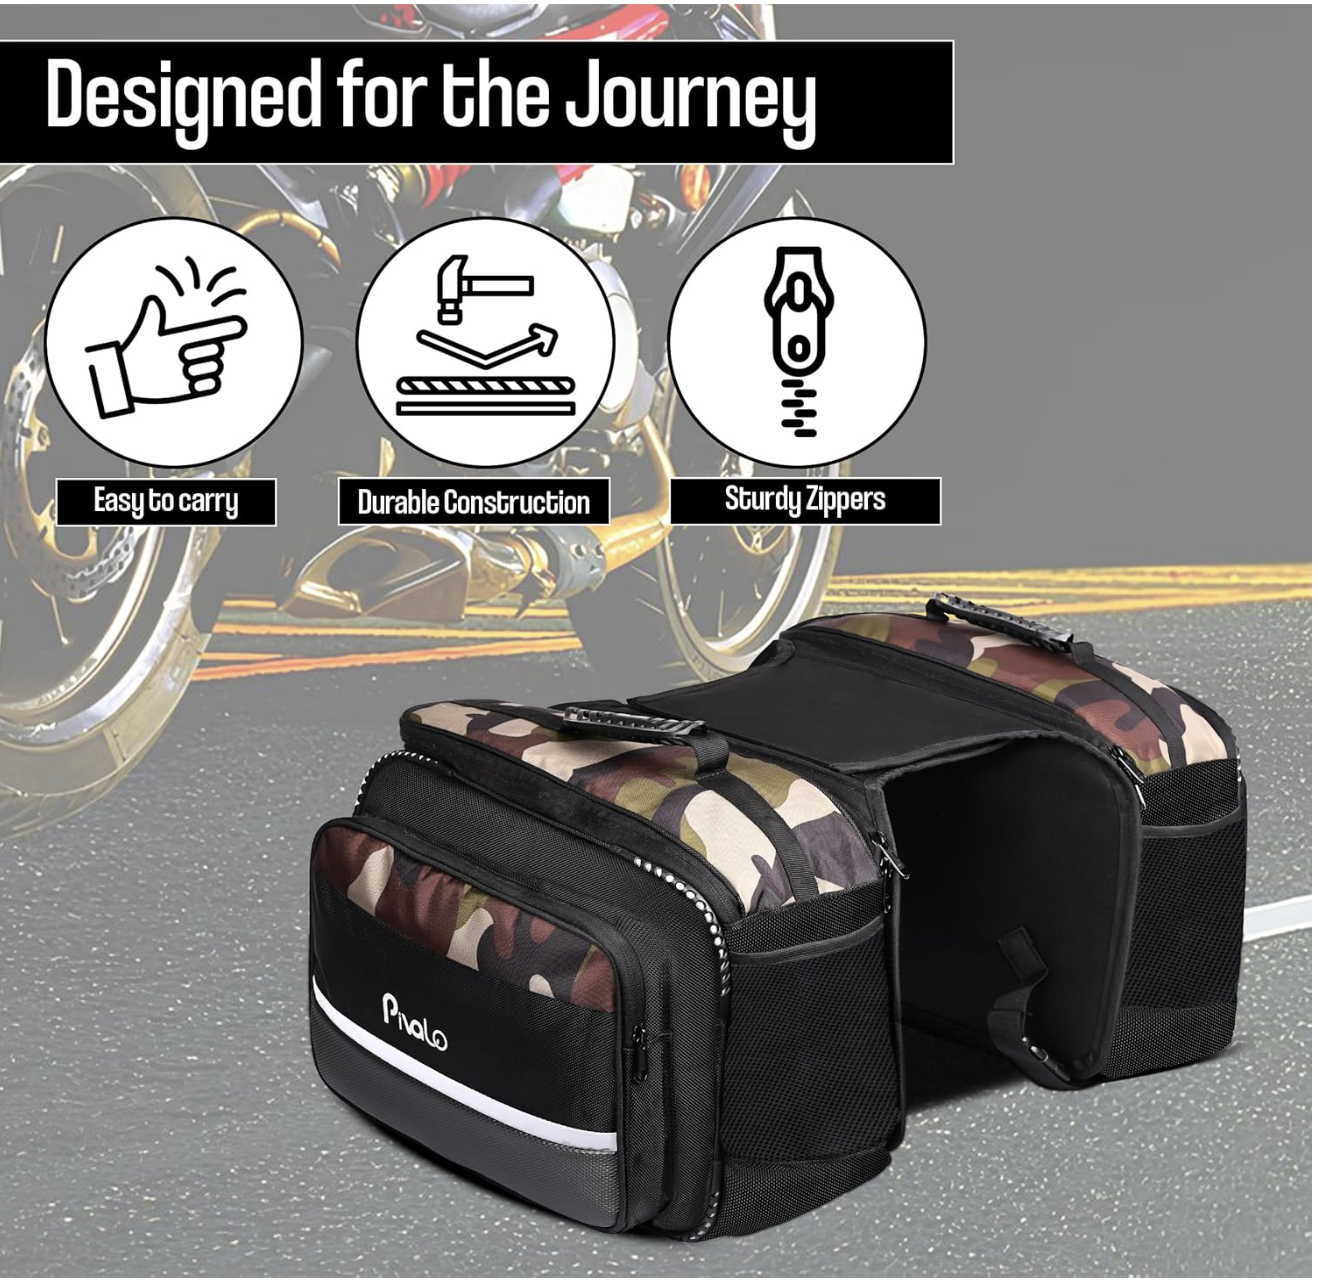 Designed for the Journey
Easy to carry
Durable Construction
Sturdy Zippers
Pivalo